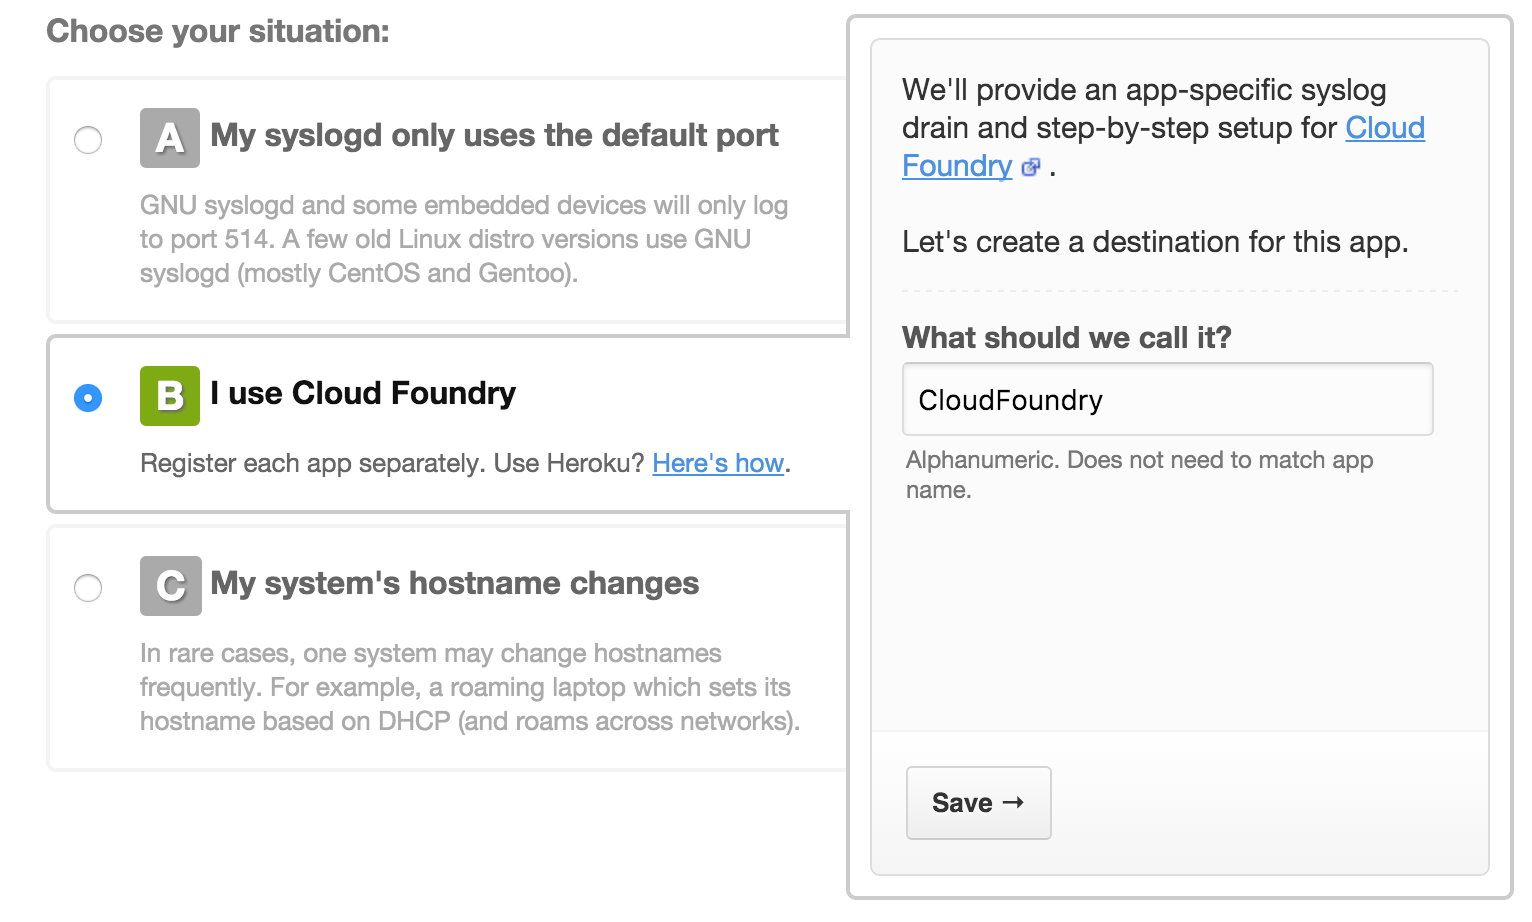 Choose your situation:
A My syslogd only uses the default port
GNU syslogd and some embedded devices will only log
to port 514. A few old Linux distro versions use GNU
syslogd (mostly CentOS and Gentoo).
B I use Cloud Foundry
Register each app separately. Use Heroku? Here's how.
C My system's hostname changes
In rare cases, one system may change hostnames
frequently. For example, a roaming laptop which sets its
hostname based on DHCP (and roams across networks).
We'll provide an app-specific syslog
drain and step-by-step setup for Cloud
Foundry .
Let's create a destination for this app.
What should we call it?
CloudFoundry
Alphanumeric. Does not need to match app
name.
Save →